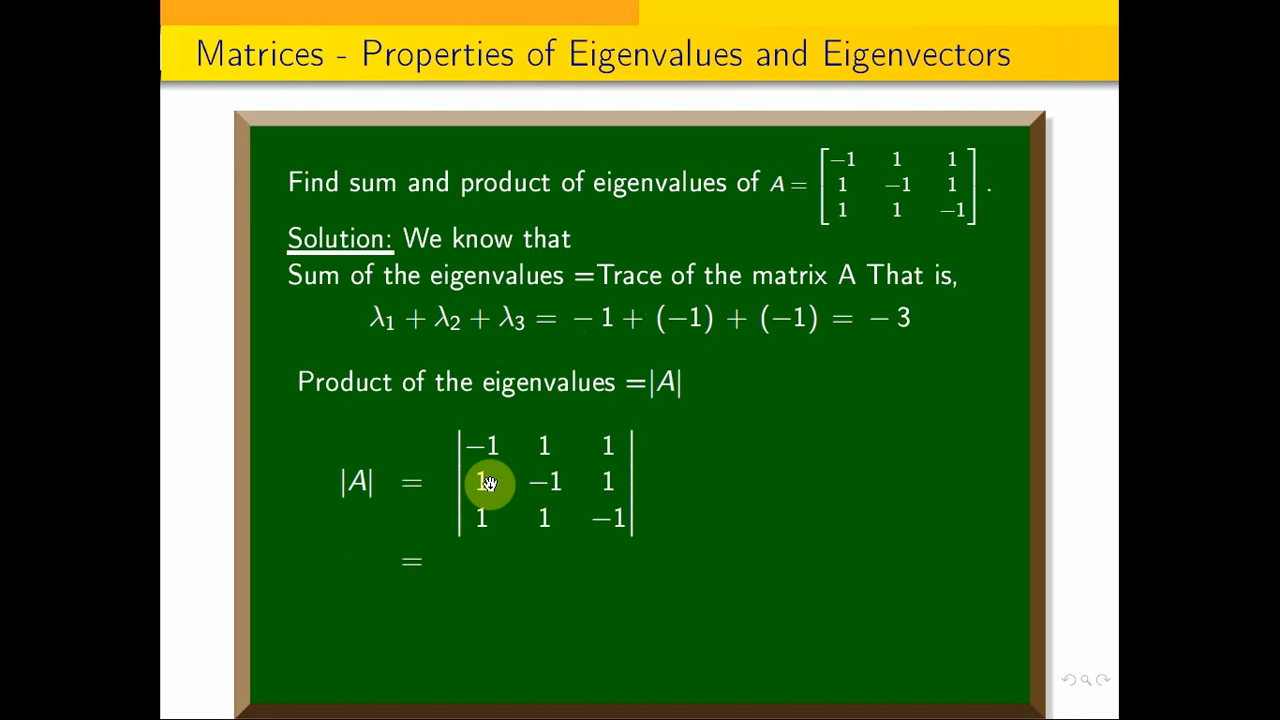 Matrices - Properties of Eigenvalues and Eigenvectors
Find sum and product of eigenvalues of A = [−1 1 1
1 −1 1
1 1 −1] .
Solution: We know that
Sum of the eigenvalues =Trace of the matrix A That is,
λ₁ + λ₂ + λ₃ = − 1 + (−1) + (−1) = − 3
Product of the eigenvalues =|A|
|A| = |−1 1 1
1 −1 1
1 1 −1|
=